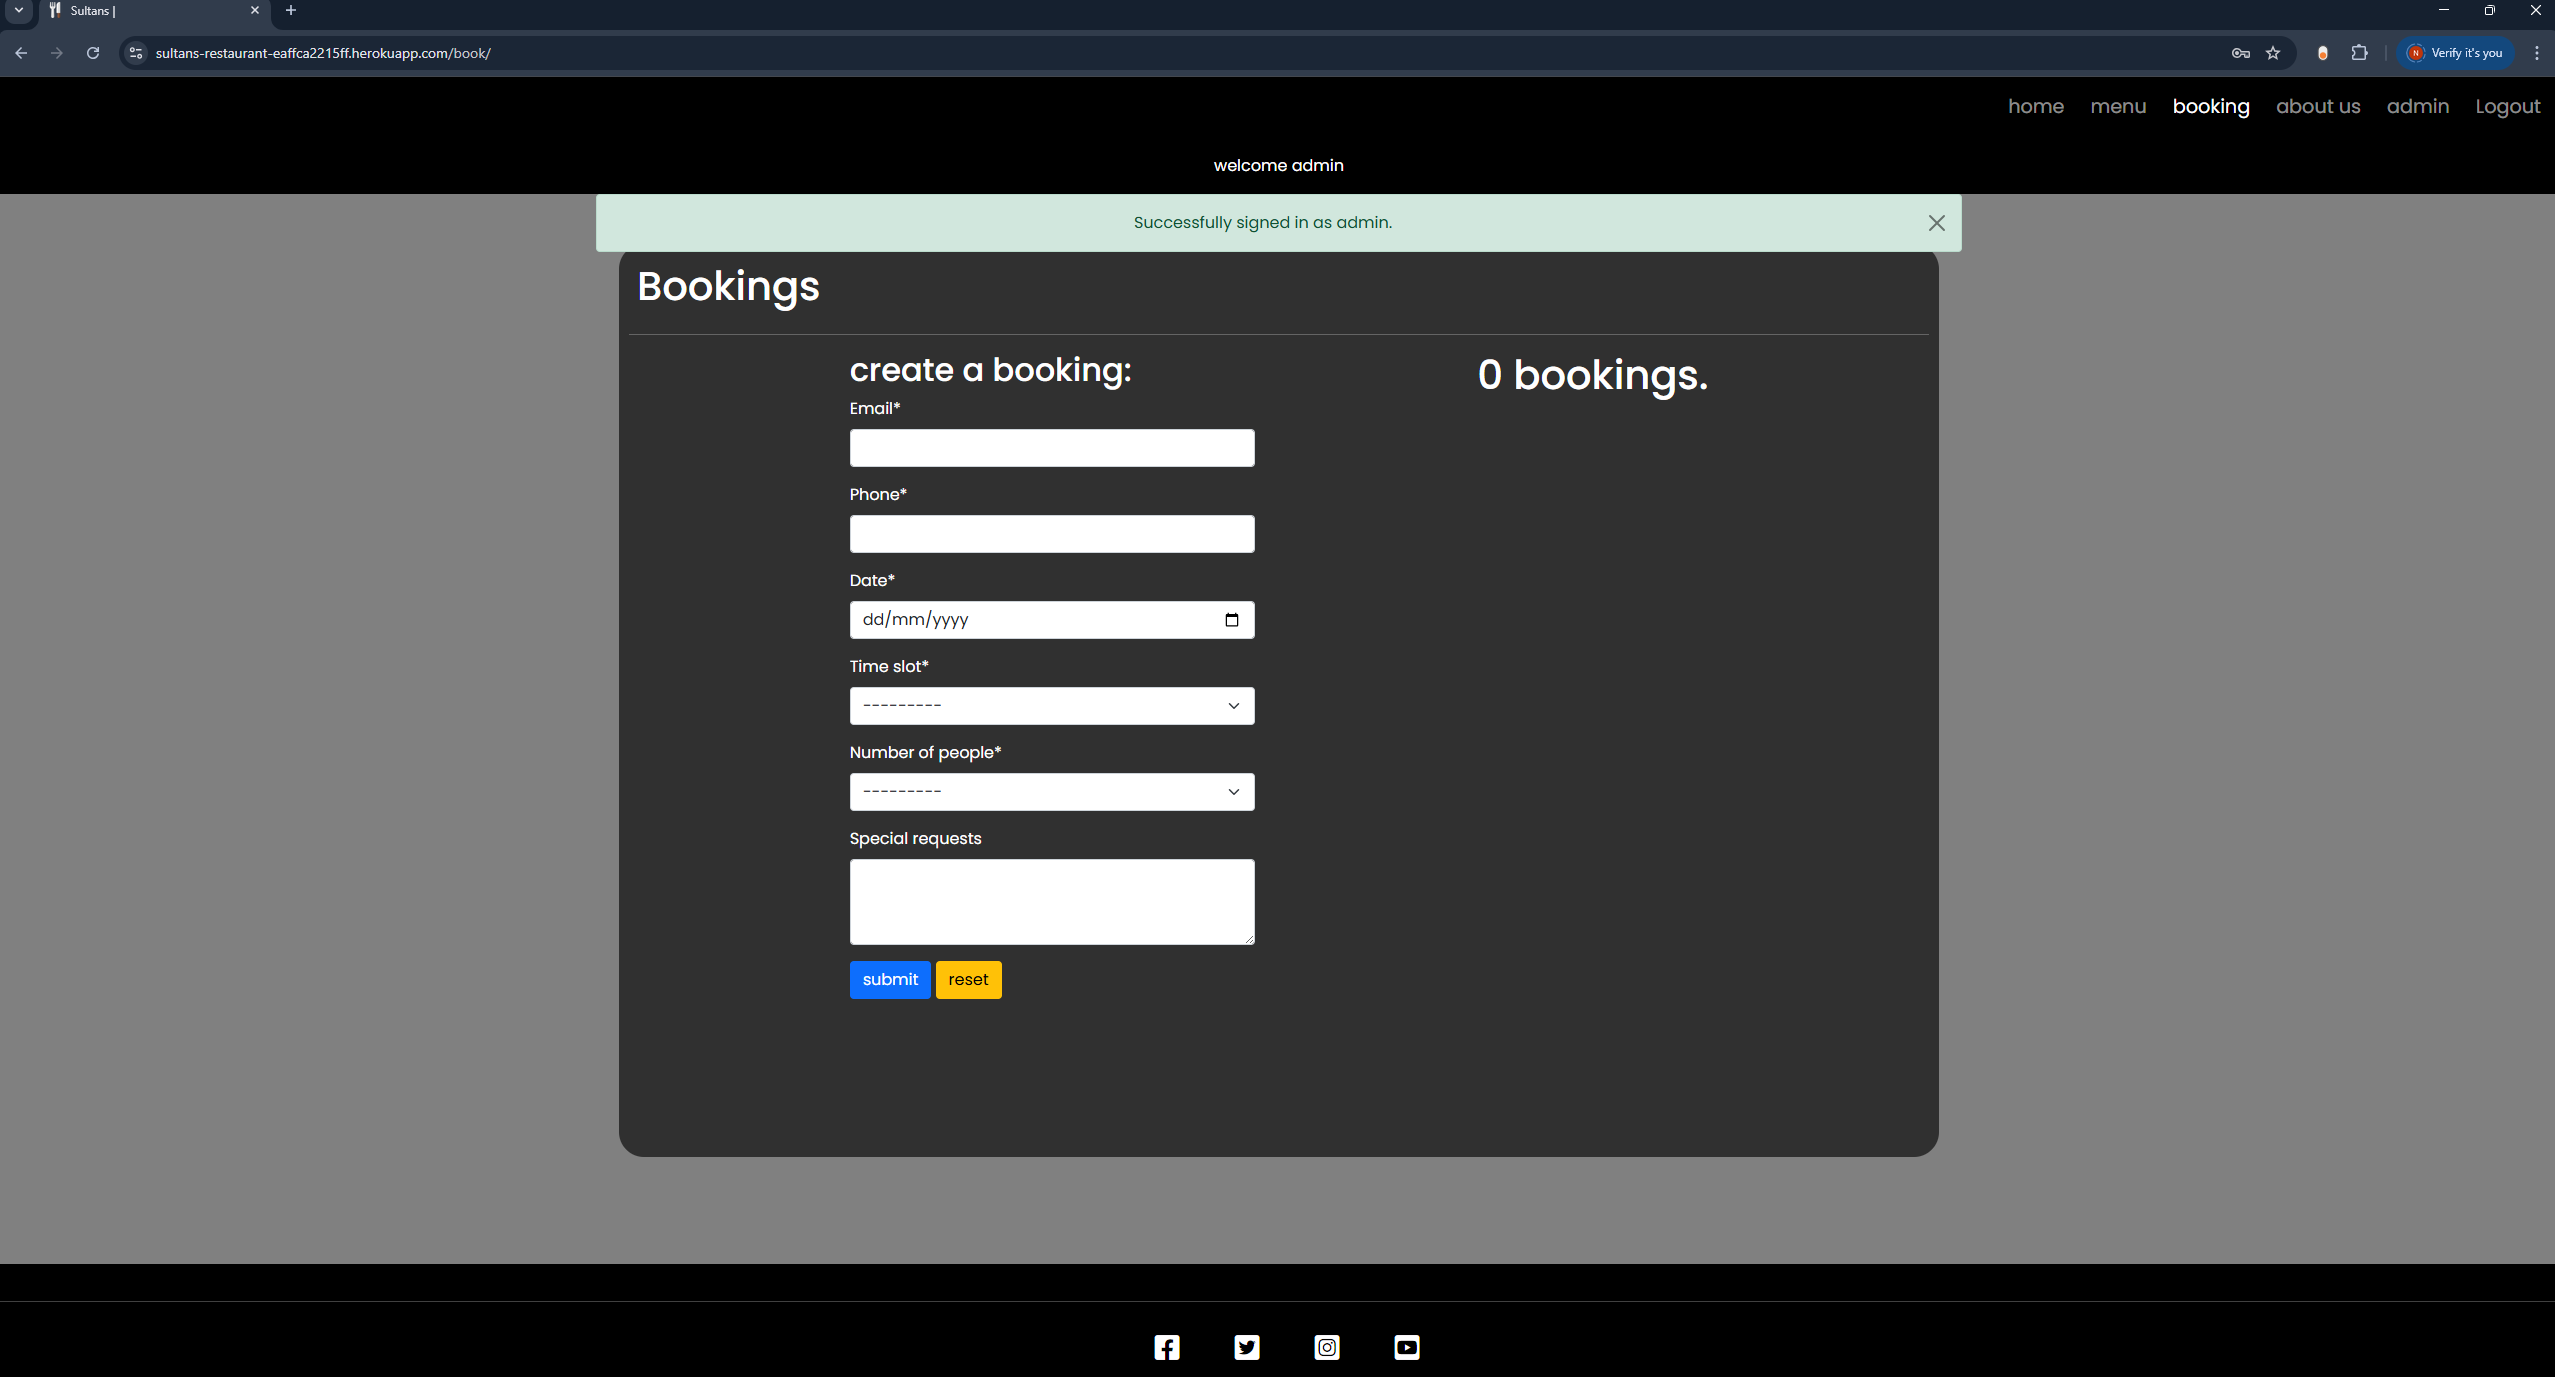 Sultans |
sultans-restaurant-eaffca2215ff.herokuapp.com/book/
N Verify it's you
home menu booking about us admin Logout
welcome admin
Successfully signed in as admin.
Bookings
create a booking:
0 bookings.
Email*
Phone*
Date*
dd/mm/yyyy
Time slot*
---------
Number of people*
---------
Special requests
submit reset